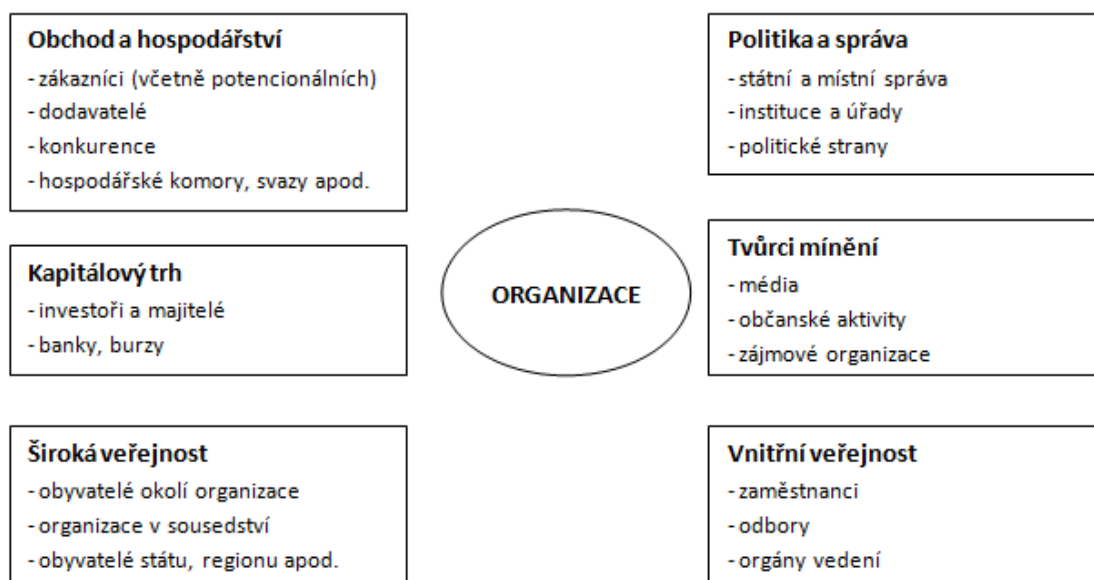 Obchod a hospodářství
- zákazníci (včetně potencionálních)
- dodavatelé
- konkurence
- hospodářské komory, svazy apod.
Kapitálový trh
- investoři a majitelé
- banky, burzy
Široká veřejnost
- obyvatelé okolí organizace
- organizace v sousedství
- obyvatelé státu, regionu apod.
ORGANIZACE
Politika a správa
- státní a místní správa
- instituce a úřady
- politické strany
Tvůrci mínění
- média
- občanské aktivity
- zájmové organizace
Vnitřní veřejnost
- zaměstnanci
- odbory
- orgány vedení